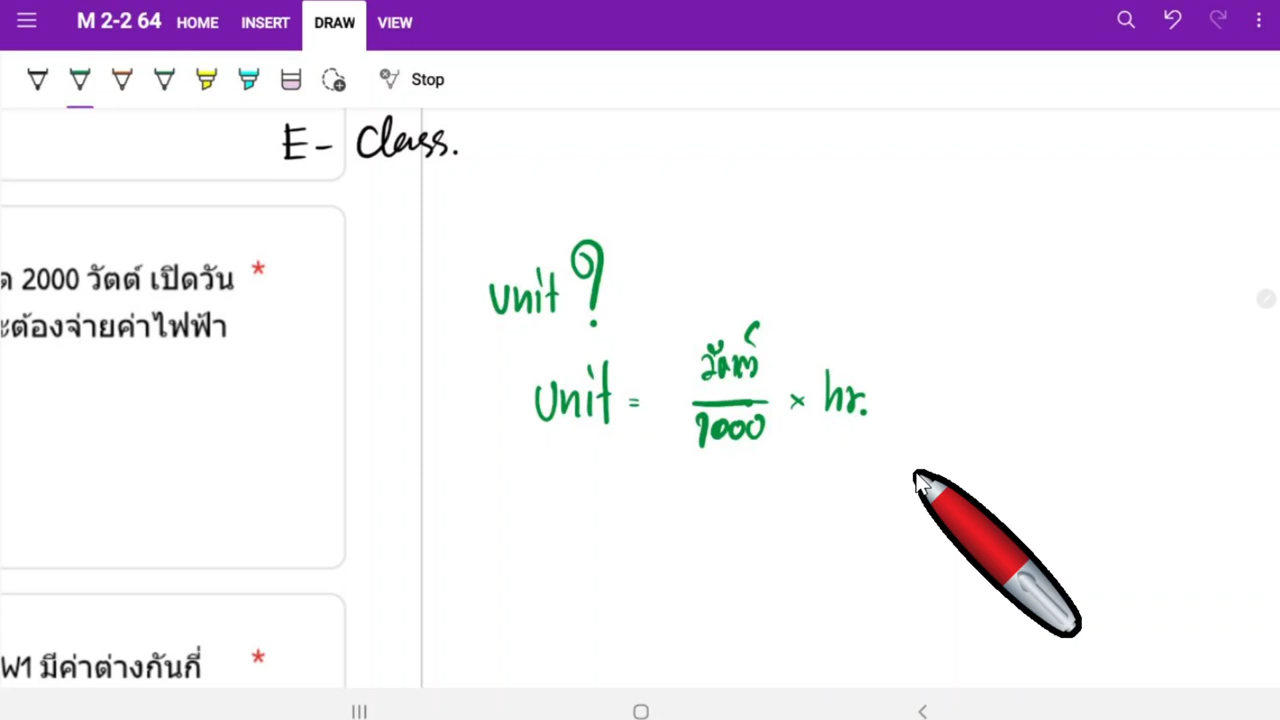 M 2-2 64 HOME INSERT DRAW VIEW
Stop
E- Class.
2000 วัตต์ เปิดวัน *
ะต้องจ่ายค่าไฟฟ้า
unit ?
unit = วัตต์ / 1000 × hr.
W1 มีค่าต่างกันกี่ *